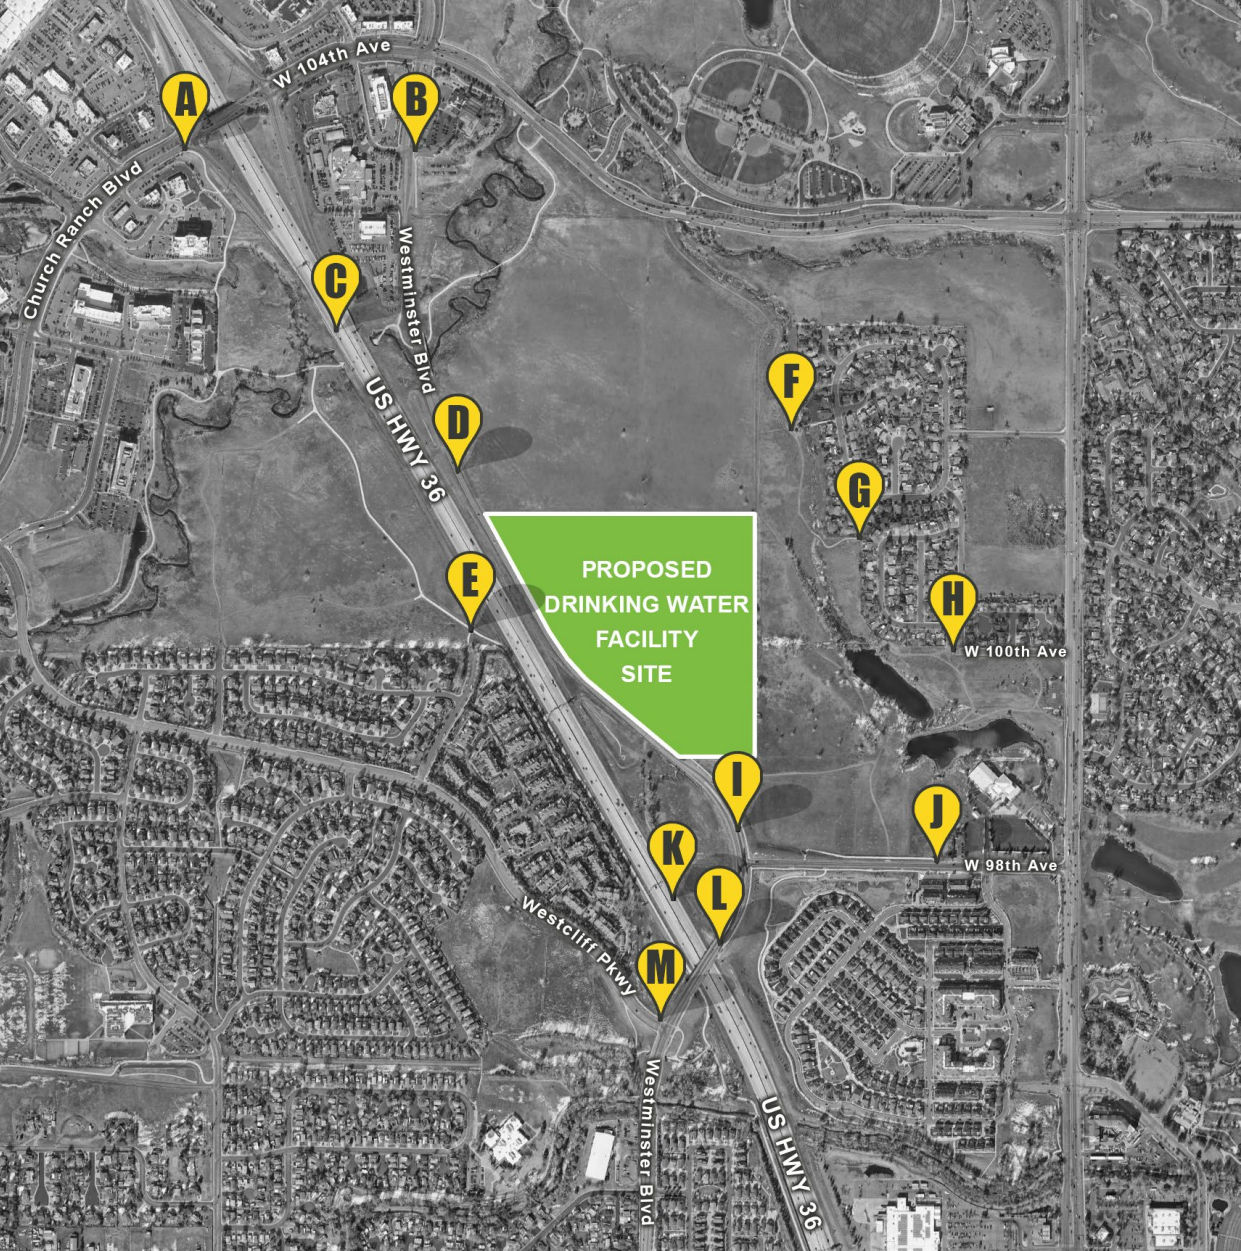 W 104th Ave
A
B
Church Ranch Blvd
C
Westminster Blvd
F
US HWY 36
D
G
PROPOSED
DRINKING WATER
FACILITY
SITE
E
H
W 100th Ave
I
J
K
W 98th Ave
L
Westcliff Pkwy
M
Westminster Blvd
US HWY 36